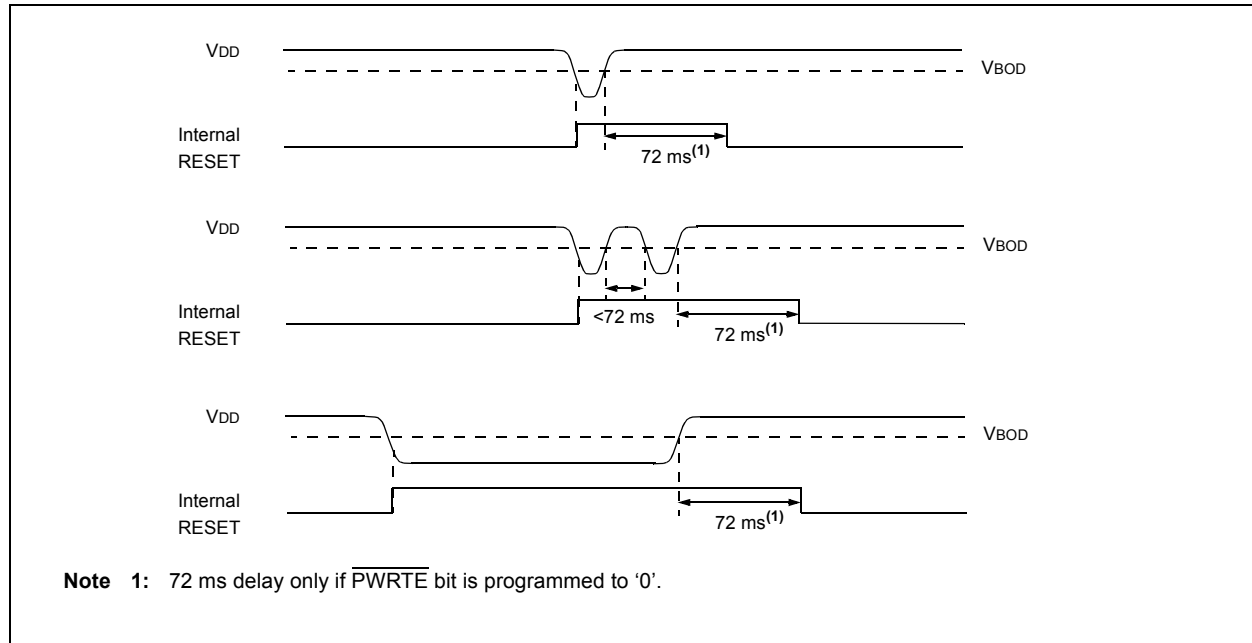 VDD
VBOD
Internal
RESET
72 ms(1)
VDD
VBOD
Internal
RESET
<72 ms
72 ms(1)
VDD
VBOD
Internal
RESET
72 ms(1)
Note 1: 72 ms delay only if PWRTE bit is programmed to ‘0’.